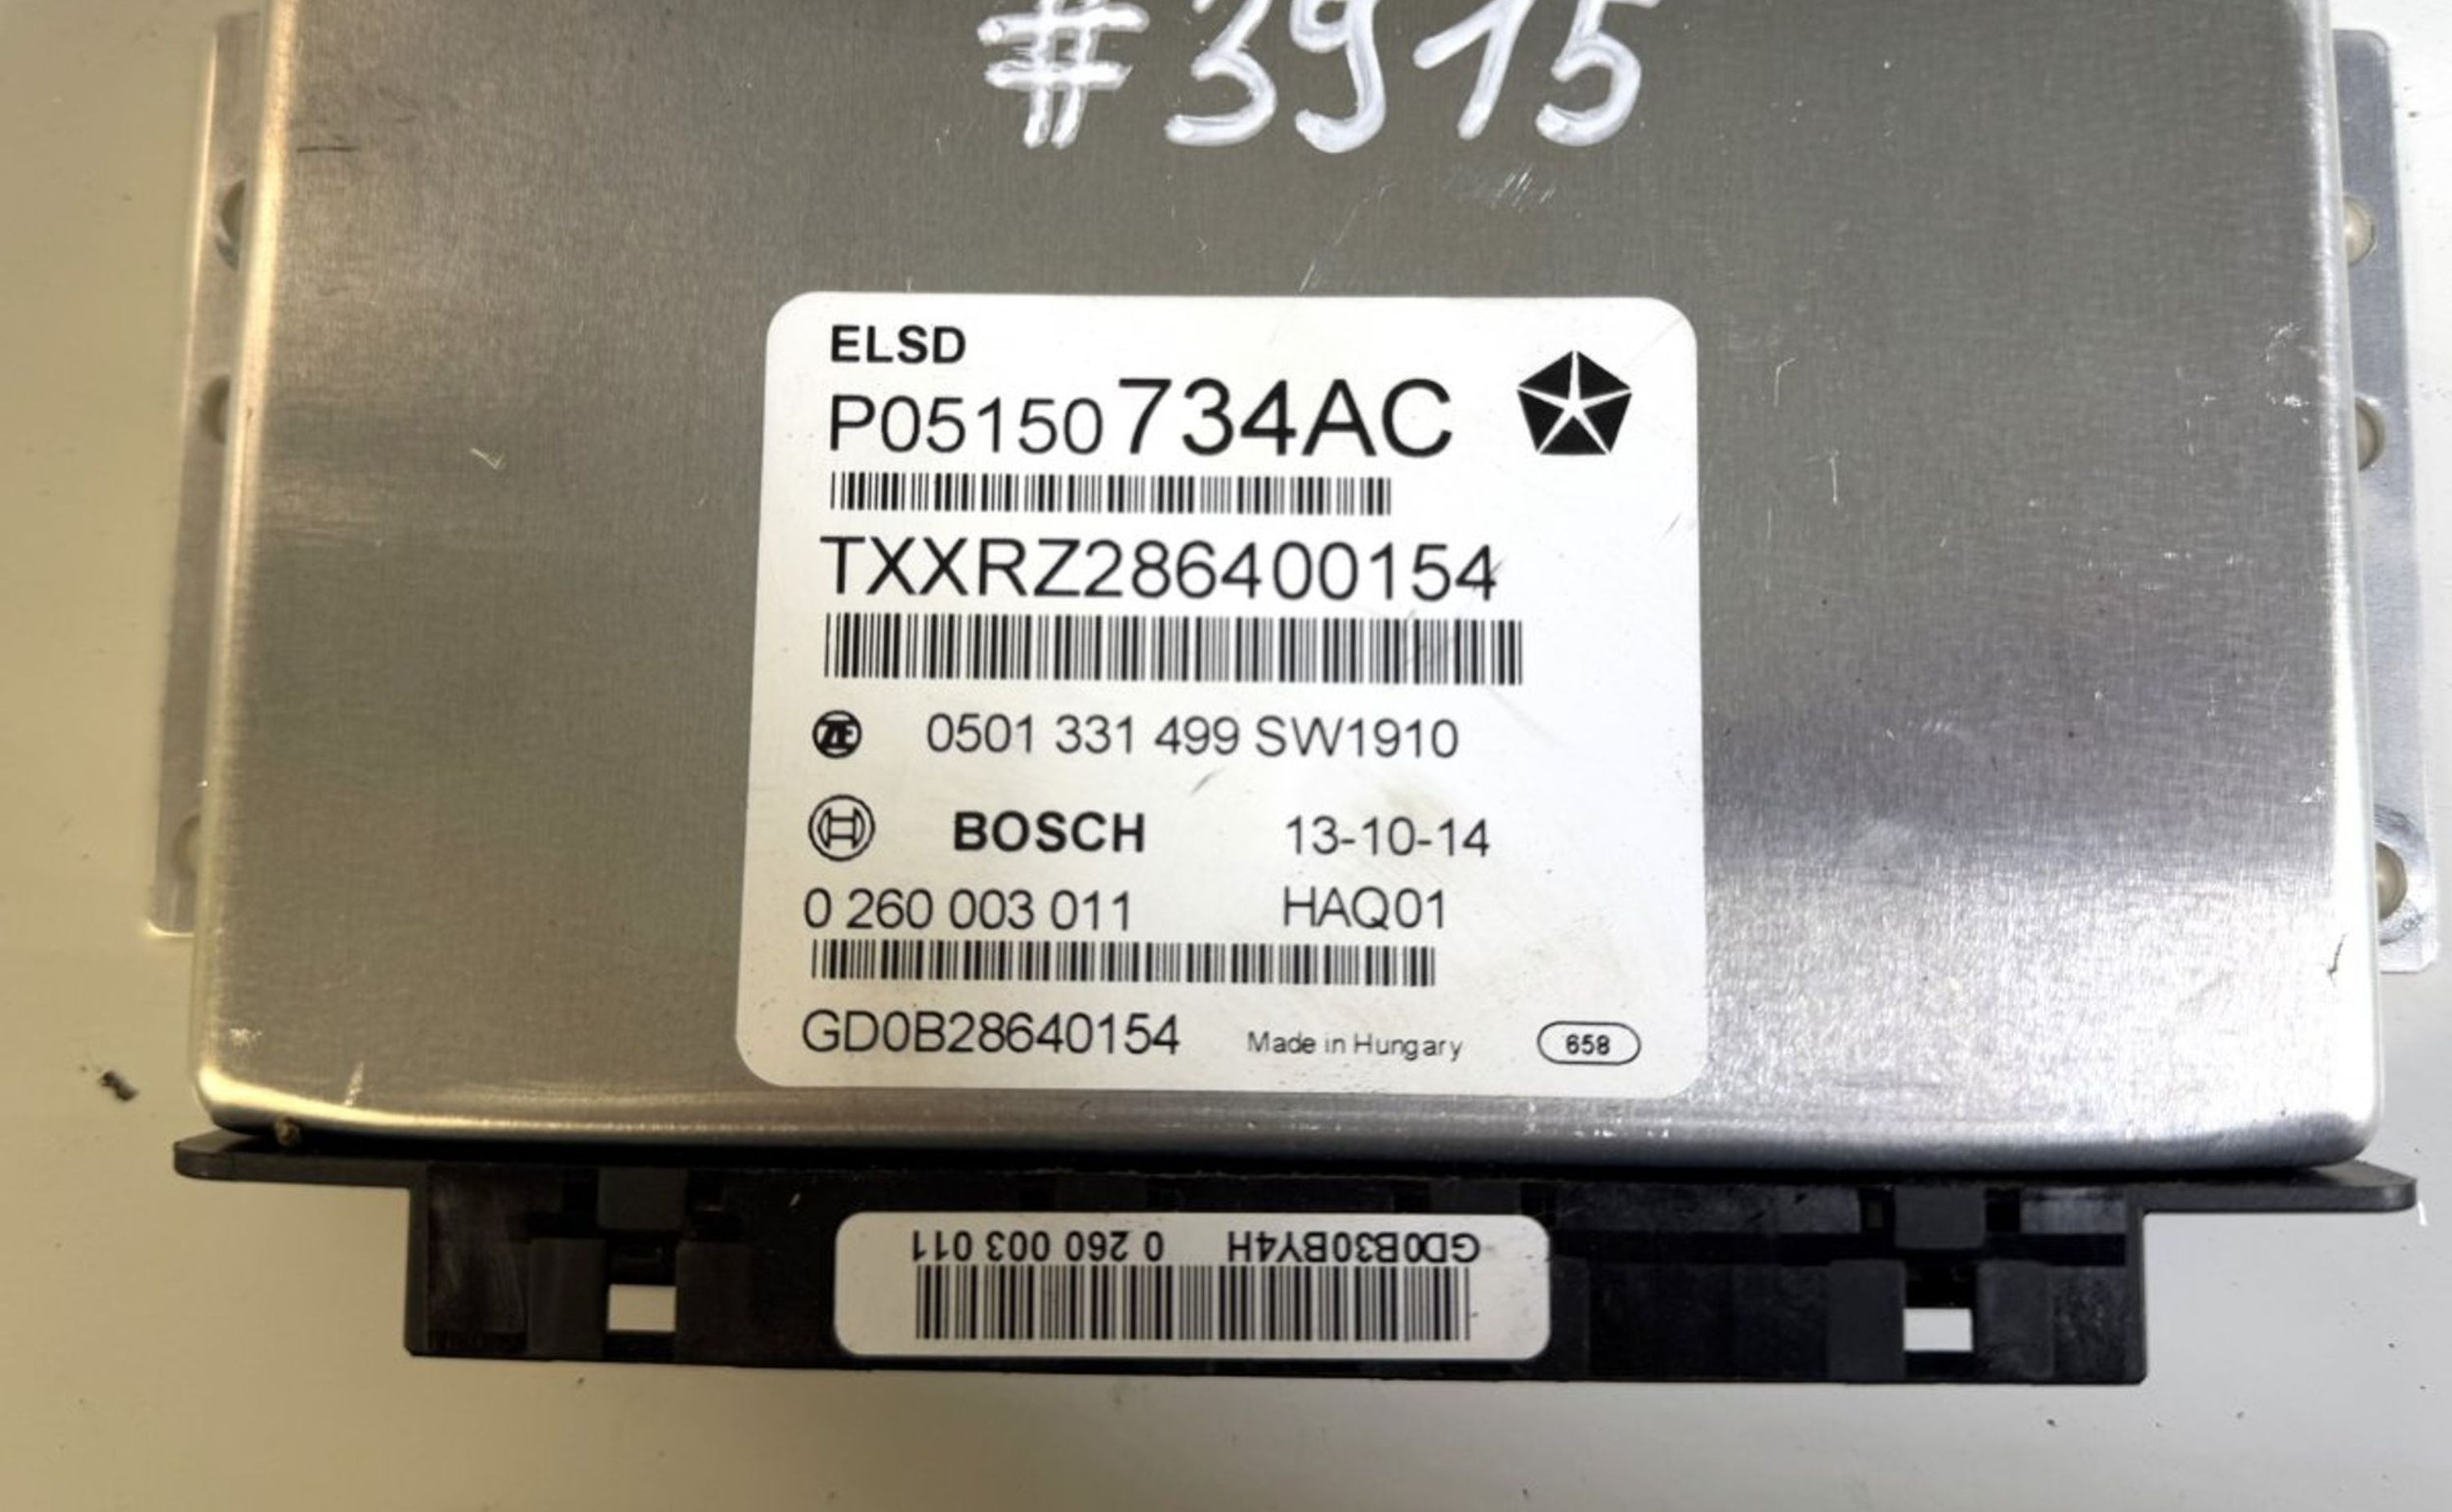 #3915
ELSD
P05150734AC
TXXRZ286400154
ZF 0501 331 499 SW1910
BOSCH 13-10-14
0 260 003 011 HAQ01
GD0B28640154 Made in Hungary 658
GD0B30BY4H 0 260 003 011